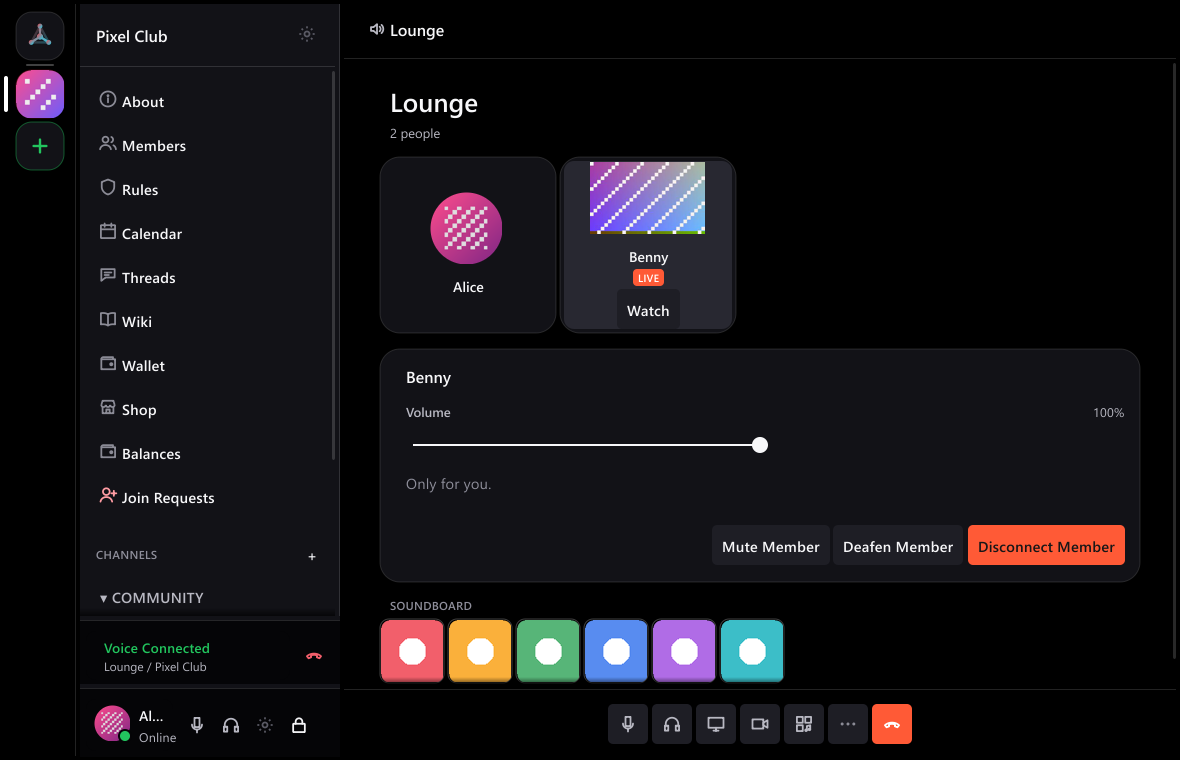 Pixel Club
About
Members
Rules
Calendar
Threads
Wiki
Wallet
Shop
Balances
Join Requests
CHANNELS
COMMUNITY
Voice Connected
Lounge / Pixel Club
Al...
Online
Lounge
Lounge
2 people
Alice
Benny
LIVE
Watch
Benny
Volume 100%
Only for you.
Mute Member Deafen Member Disconnect Member
SOUNDBOARD